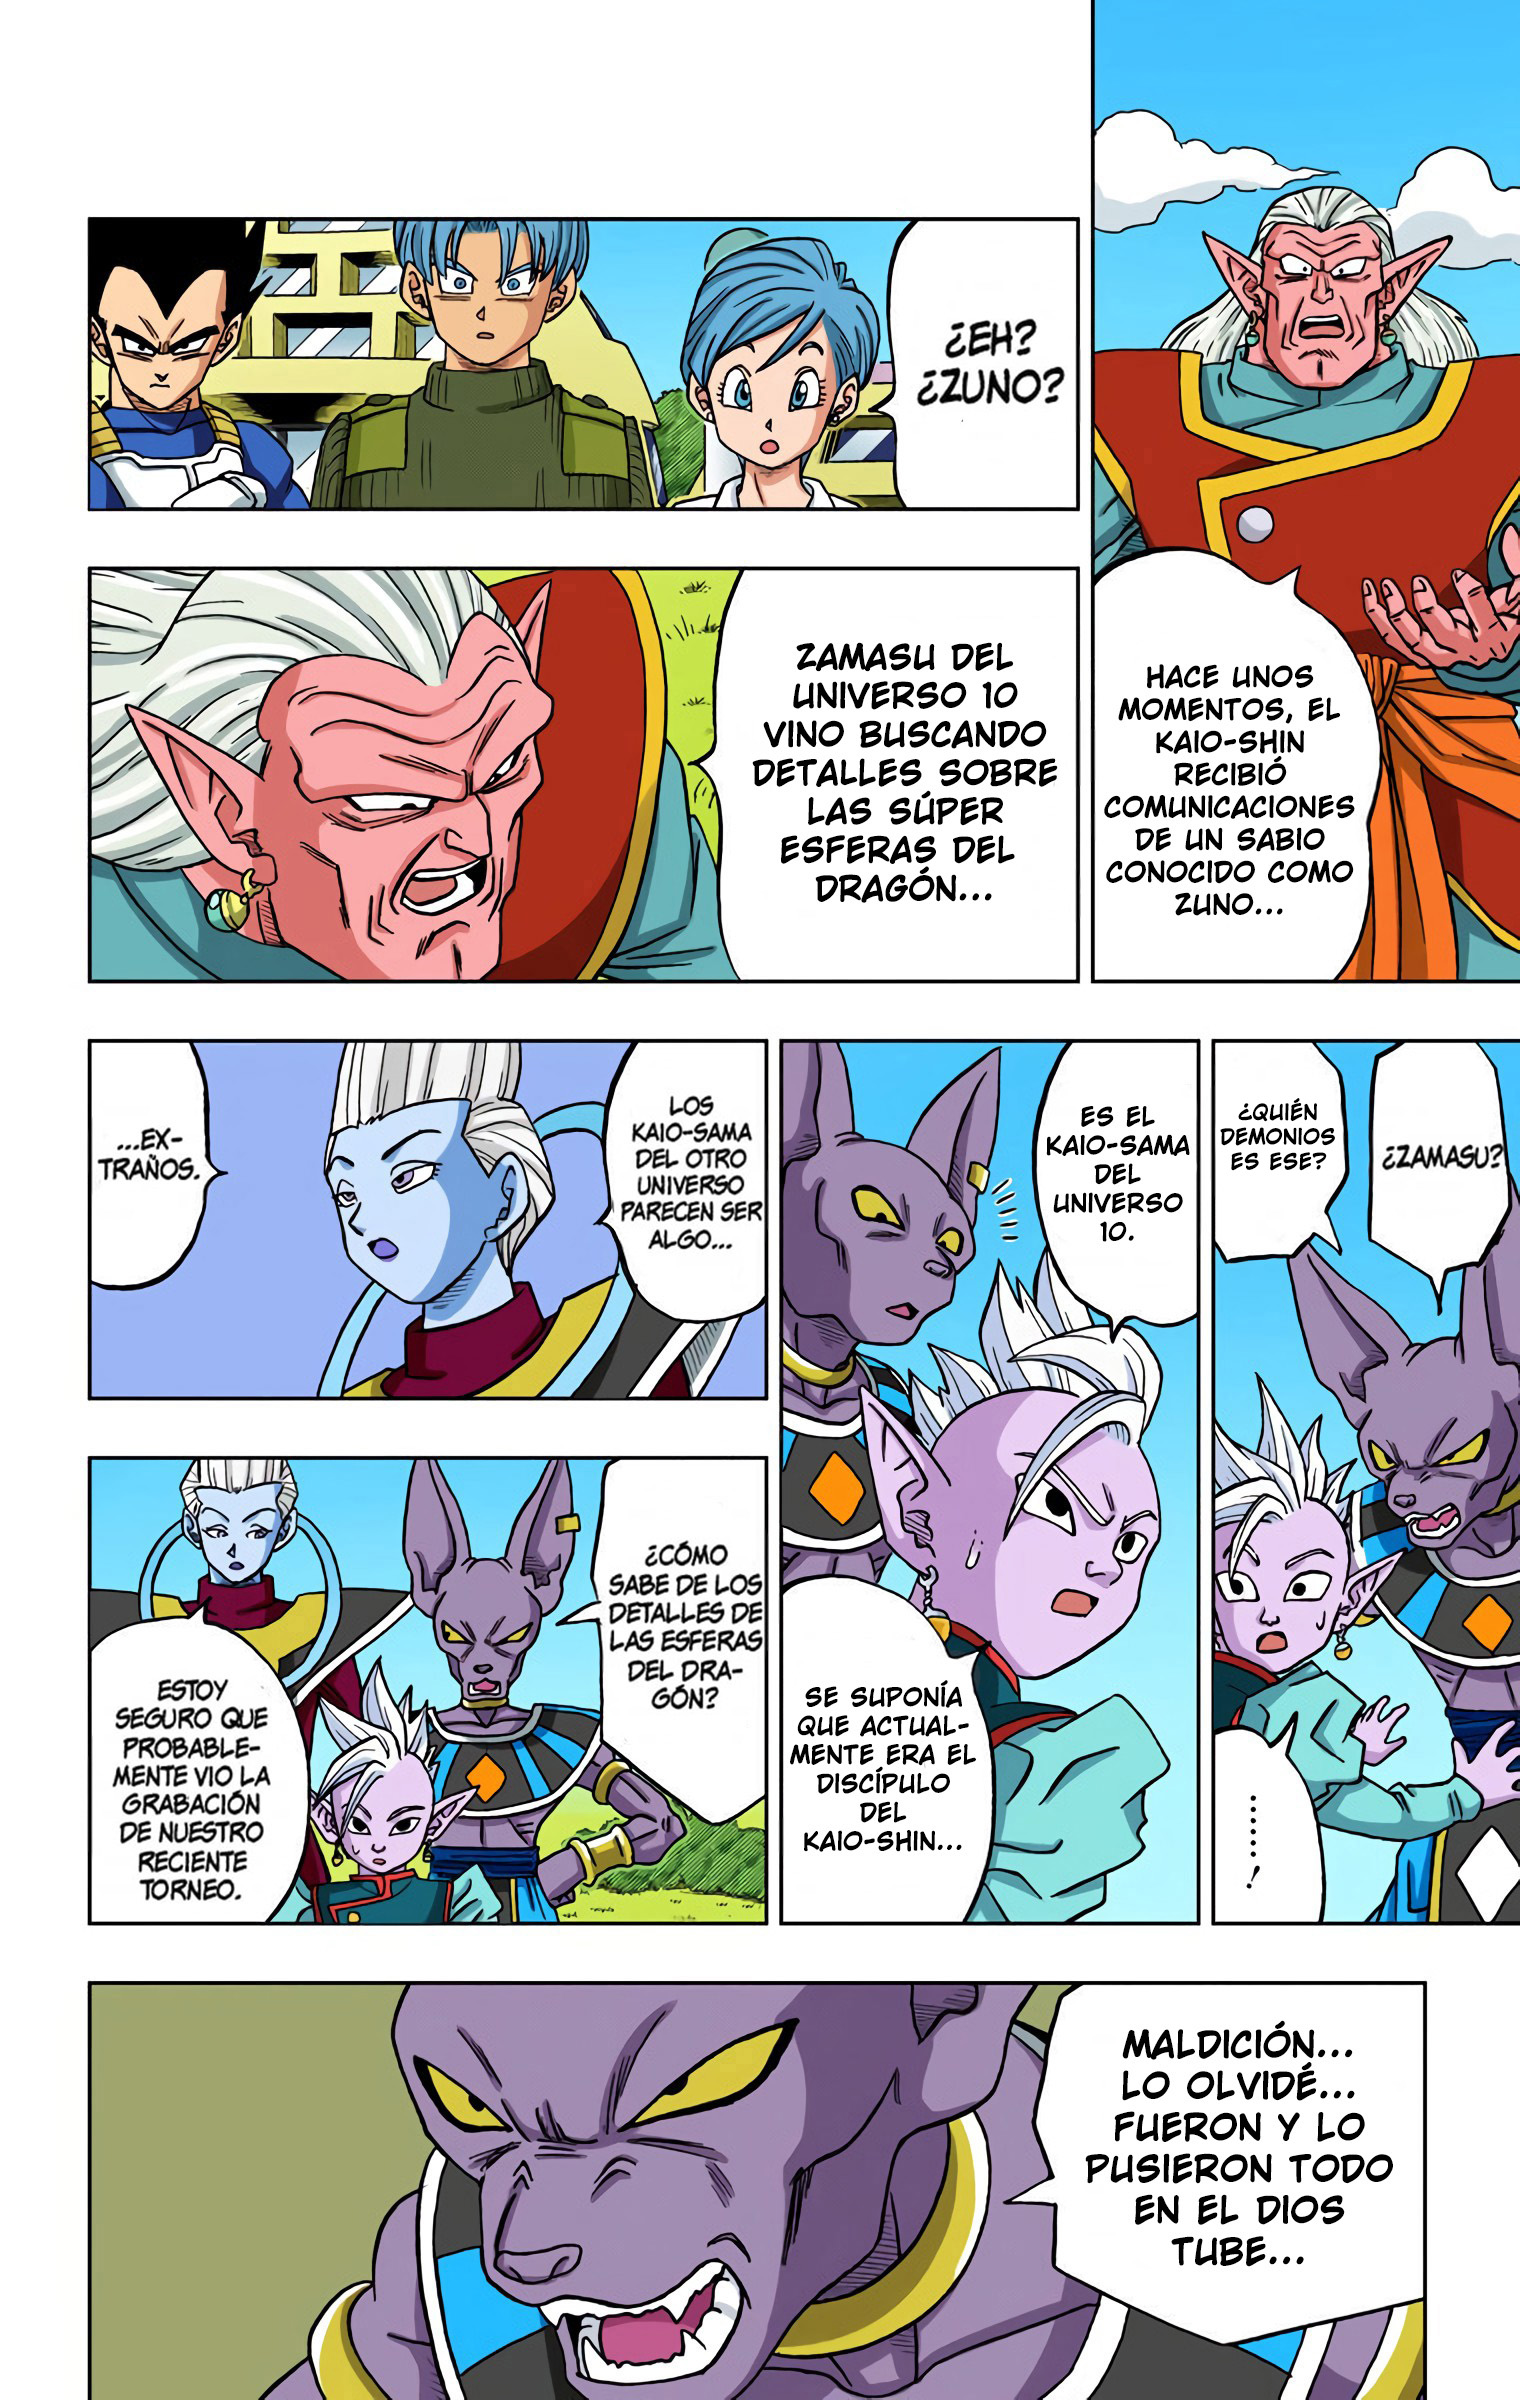 HACE UNOS
MOMENTOS, EL
KAIO-SHIN
RECIBIÓ
COMUNICACIONES
DE UN SABIO
CONOCIDO COMO
ZUNO...
¿EH?
¿ZUNO?
ZAMASU DEL
UNIVERSO 10
VINO BUSCANDO
DETALLES SOBRE
LAS SÚPER
ESFERAS DEL
DRAGÓN...
¿ZAMASU?
¿QUIÉN
DEMONIOS
ES ESE?
......!
ES EL
KAIO-SAMA
DEL
UNIVERSO
10.
SE SUPONÍA
QUE ACTUAL-
MENTE ERA EL
DISCÍPULO
DEL
KAIO-SHIN...
LOS
KAIO-SAMA
DEL OTRO
UNIVERSO
PARECEN SER
ALGO...
...EX-
TRAÑOS.
¿CÓMO
SABE DE LOS
DETALLES DE
LAS ESFERAS
DEL DRA-
GÓN?
ESTOY
SEGURO QUE
PROBABLE-
MENTE VIO LA
GRABACIÓN
DE NUESTRO
RECIENTE
TORNEO.
MALDICIÓN...
LO OLVIDÉ...
FUERON Y LO
PUSIERON TODO
EN EL DIOS
TUBE...